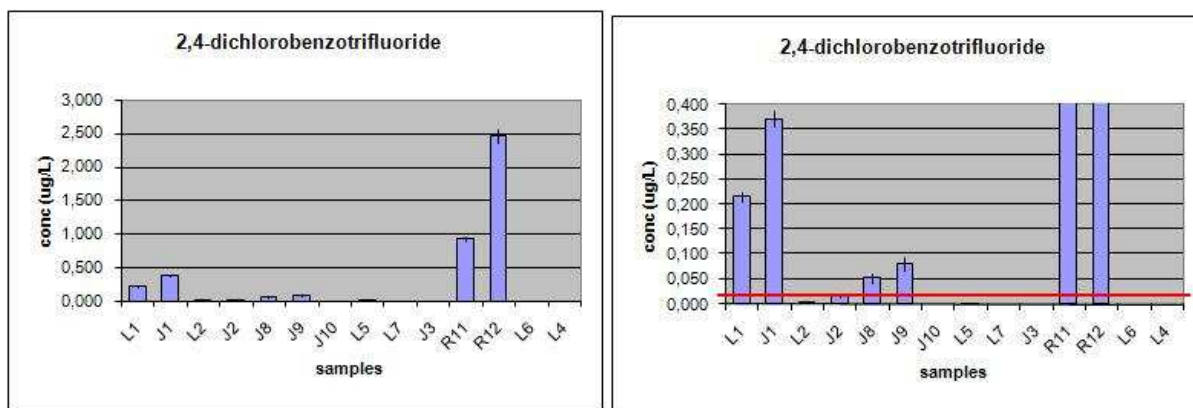 2,4-dichlorobenzotrifluoride
3,000
2,500
2,000
1,500
1,000
0,500
0,000
conc (ug/L)
L1 J1 L2 J2 J8 J9 J10 L5 L7 J3 R11 R12 L6 L4
samples
2,4-dichlorobenzotrifluoride
0,400
0,350
0,300
0,250
0,200
0,150
0,100
0,050
0,000
conc (ug/L)
L1 J1 L2 J2 J8 J9 J10 L5 L7 J3 R11 R12 L6 L4
samples